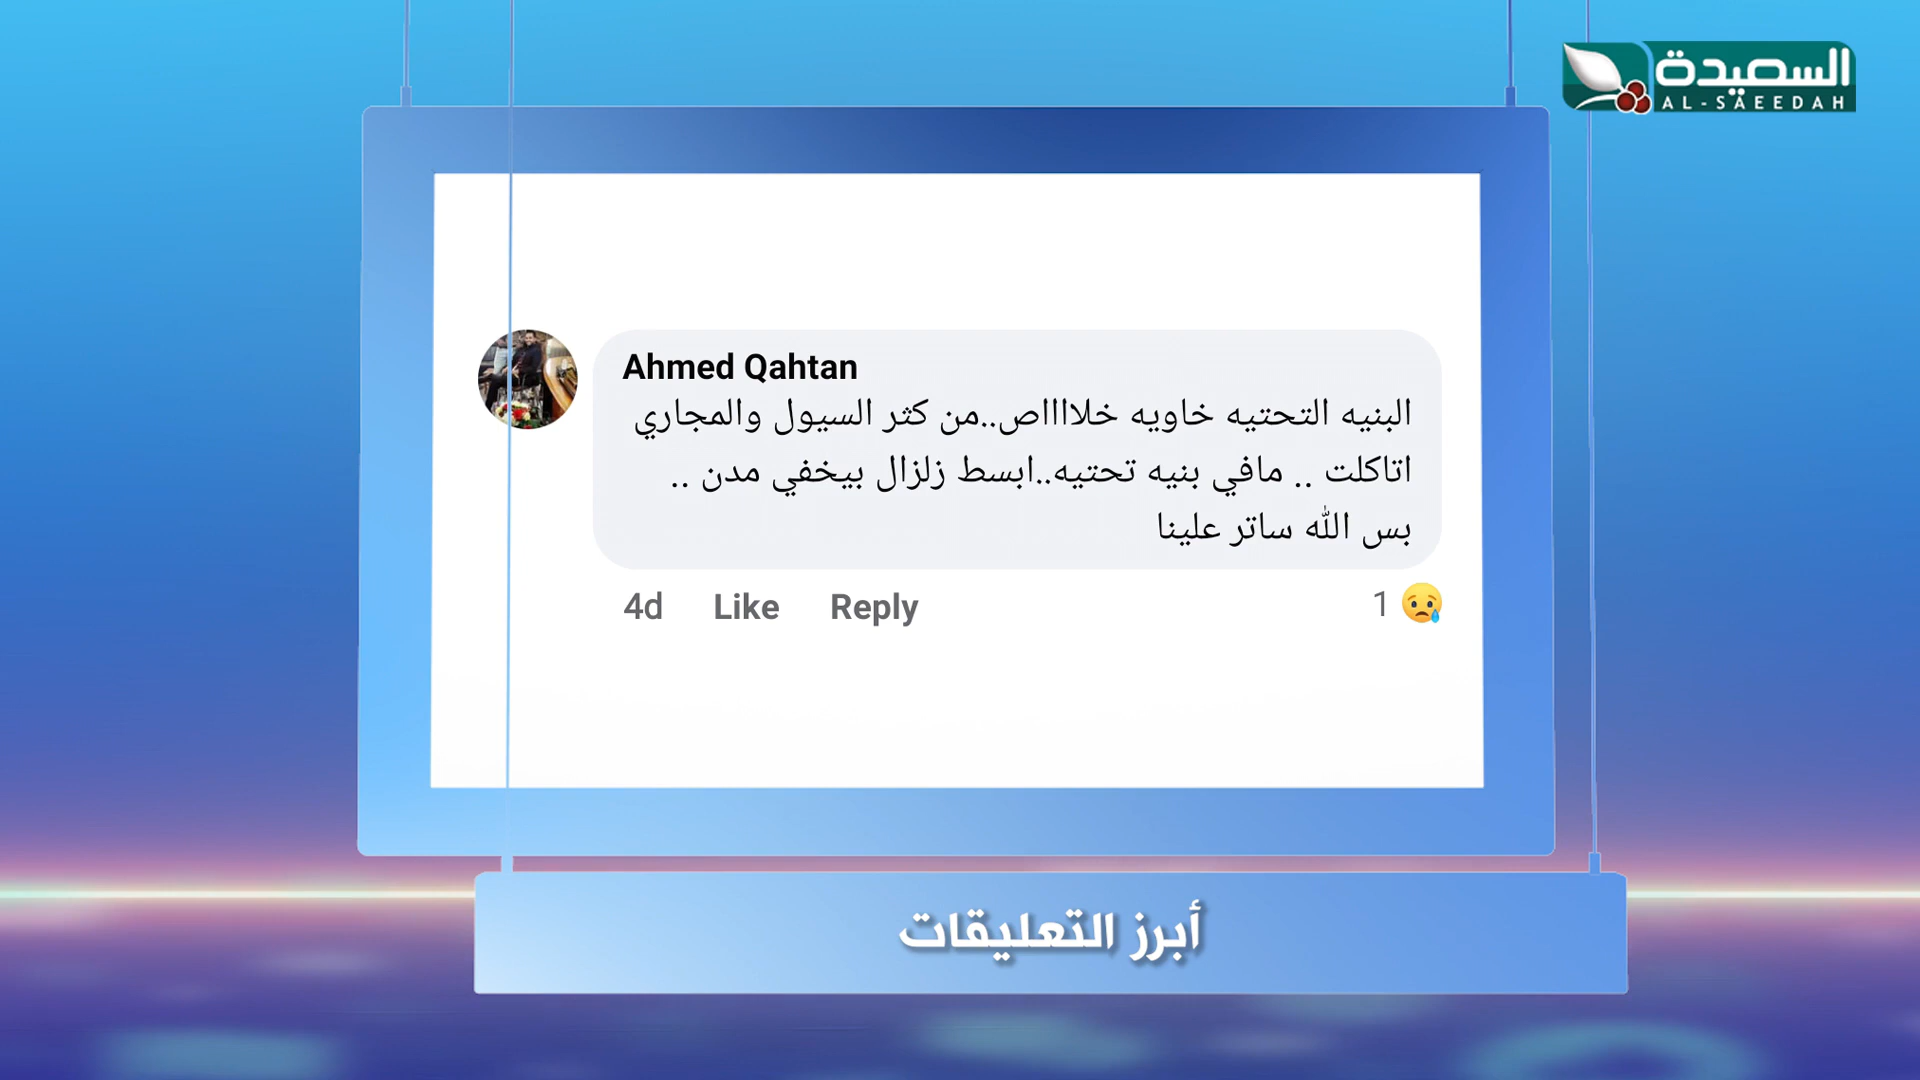 السعيدة
AL-SAEEDAH
Ahmed Qahtan
البنيه التحتيه خاويه خلاااااص..من كثر السيول والمجاري
اتاكلت .. مافي بنيه تحتيه..ابسط زلزال بيخفي مدن ..
بس الله ساتر علينا
4d Like Reply 1 😢
أبرز التعليقات